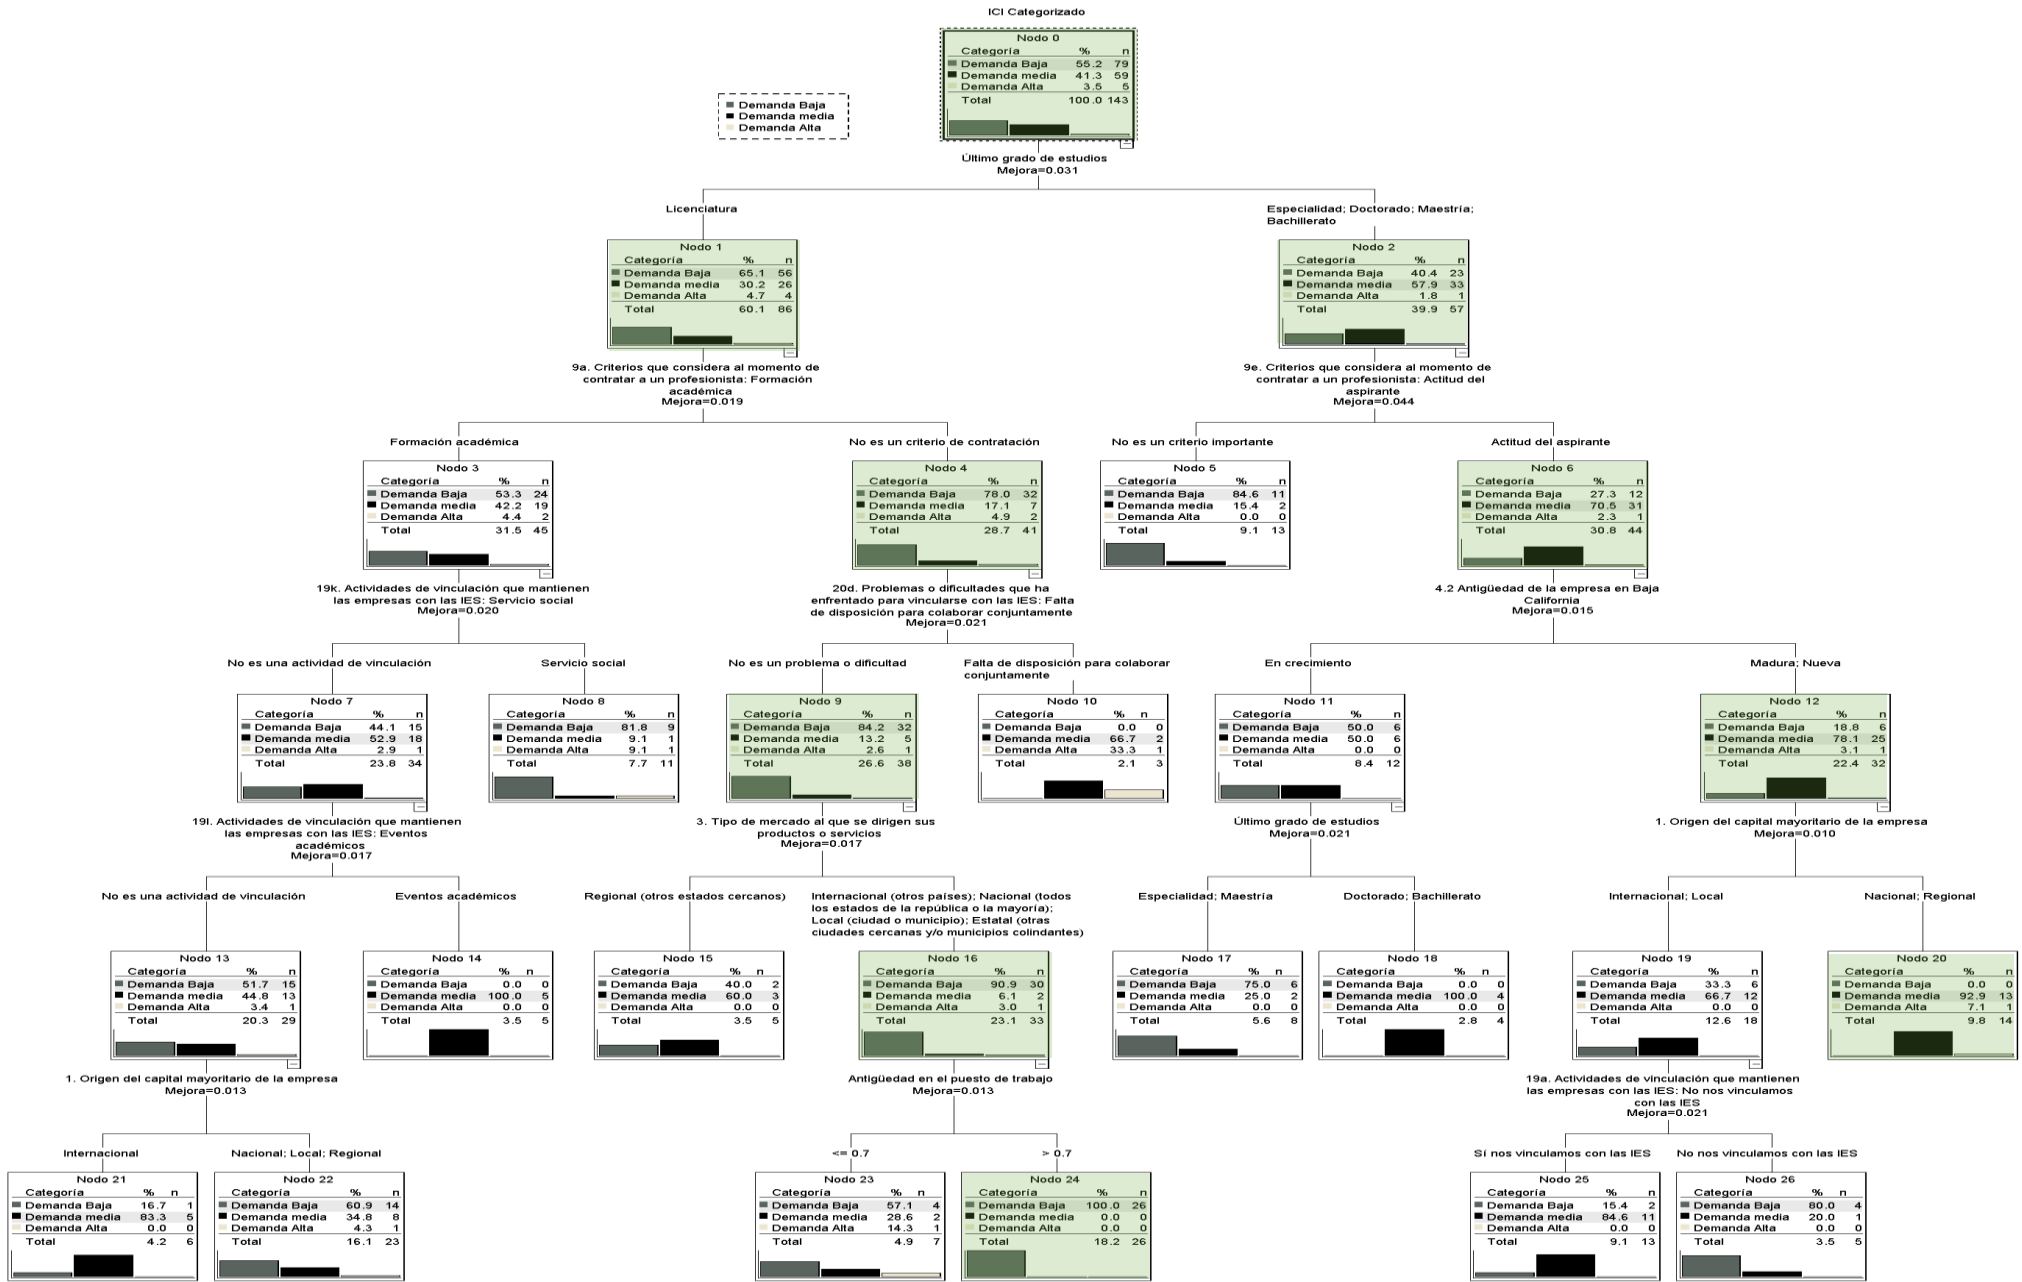 ICI Categorizado
Nodo 0
Categoría % n
Demanda Baja 55.2 79
Demanda media 41.3 59
Demanda Alta 3.5 5
Total 100.0 143
Demanda Baja
Demanda media
Demanda Alta
Último grado de estudios
Mejora=0.031
Licenciatura
Especialidad; Doctorado; Maestría;
Bachillerato
Nodo 1
Categoría % n
Demanda Baja 65.1 56
Demanda media 30.2 26
Demanda Alta 4.7 4
Total 60.1 86
Nodo 2
Categoría % n
Demanda Baja 40.4 23
Demanda media 57.9 33
Demanda Alta 1.8 1
Total 39.9 57
9a. Criterios que considera al momento de
contratar a un profesionista: Formación
académica
Mejora=0.019
9e. Criterios que considera al momento de
contratar a un profesionista: Actitud del
aspirante
Mejora=0.044
Formación académica
No es un criterio de contratación
No es un criterio importante
Actitud del aspirante
Nodo 3
Categoría % n
Demanda Baja 53.3 24
Demanda media 42.2 19
Demanda Alta 4.4 2
Total 31.5 45
Nodo 4
Categoría % n
Demanda Baja 78.0 32
Demanda media 17.1 7
Demanda Alta 4.9 2
Total 28.7 41
Nodo 5
Categoría % n
Demanda Baja 84.6 11
Demanda media 15.4 2
Demanda Alta 0.0 0
Total 9.1 13
Nodo 6
Categoría % n
Demanda Baja 27.3 12
Demanda media 70.5 31
Demanda Alta 2.3 1
Total 30.8 44
19k. Actividades de vinculación que mantienen
las empresas con las IES: Servicio social
Mejora=0.020
20d. Problemas o dificultades que ha
enfrentado para vincularse con las IES: Falta
de disposición para colaborar conjuntamente
Mejora=0.021
4.2 Antigüedad de la empresa en Baja
California
Mejora=0.015
No es una actividad de vinculación
Servicio social
No es un problema o dificultad
Falta de disposición para colaborar
conjuntamente
En crecimiento
Madura; Nueva
Nodo 7
Categoría % n
Demanda Baja 44.1 15
Demanda media 52.9 18
Demanda Alta 2.9 1
Total 23.8 34
Nodo 8
Categoría % n
Demanda Baja 81.8 9
Demanda media 9.1 1
Demanda Alta 9.1 1
Total 7.7 11
Nodo 9
Categoría % n
Demanda Baja 84.2 32
Demanda media 13.2 5
Demanda Alta 2.6 1
Total 26.6 38
Nodo 10
Categoría % n
Demanda Baja 0.0 0
Demanda media 66.7 2
Demanda Alta 33.3 1
Total 2.1 3
Nodo 11
Categoría % n
Demanda Baja 50.0 6
Demanda media 50.0 6
Demanda Alta 0.0 0
Total 8.4 12
Nodo 12
Categoría % n
Demanda Baja 18.8 6
Demanda media 78.1 25
Demanda Alta 3.1 1
Total 22.4 32
19l. Actividades de vinculación que mantienen
las empresas con las IES: Eventos
académicos
Mejora=0.017
3. Tipo de mercado al que se dirigen sus
productos o servicios
Mejora=0.017
Último grado de estudios
Mejora=0.021
1. Origen del capital mayoritario de la empresa
Mejora=0.010
No es una actividad de vinculación
Eventos académicos
Regional (otros estados cercanos)
Internacional (otros países); Nacional (todos
los estados de la república o la mayoría);
Local (ciudad o municipio); Estatal (otras
ciudades cercanas y/o municipios colindantes)
Especialidad; Maestría
Doctorado; Bachillerato
Internacional; Local
Nacional; Regional
Nodo 13
Categoría % n
Demanda Baja 51.7 15
Demanda media 44.8 13
Demanda Alta 3.4 1
Total 20.3 29
Nodo 14
Categoría % n
Demanda Baja 0.0 0
Demanda media 100.0 5
Demanda Alta 0.0 0
Total 3.5 5
Nodo 15
Categoría % n
Demanda Baja 40.0 2
Demanda media 60.0 3
Demanda Alta 0.0 0
Total 3.5 5
Nodo 16
Categoría % n
Demanda Baja 90.9 30
Demanda media 6.1 2
Demanda Alta 3.0 1
Total 23.1 33
Nodo 17
Categoría % n
Demanda Baja 75.0 6
Demanda media 25.0 2
Demanda Alta 0.0 0
Total 5.6 8
Nodo 18
Categoría % n
Demanda Baja 0.0 0
Demanda media 100.0 4
Demanda Alta 0.0 0
Total 2.8 4
Nodo 19
Categoría % n
Demanda Baja 33.3 6
Demanda media 66.7 12
Demanda Alta 0.0 0
Total 12.6 18
Nodo 20
Categoría % n
Demanda Baja 0.0 0
Demanda media 92.9 13
Demanda Alta 7.1 1
Total 9.8 14
1. Origen del capital mayoritario de la empresa
Mejora=0.013
Antigüedad en el puesto de trabajo
Mejora=0.013
19a. Actividades de vinculación que mantienen
las empresas con las IES: No nos vinculamos
con las IES
Mejora=0.021
Internacional
Nacional; Local; Regional
<= 0.7
> 0.7
Sí nos vinculamos con las IES
No nos vinculamos con las IES
Nodo 21
Categoría % n
Demanda Baja 16.7 1
Demanda media 83.3 5
Demanda Alta 0.0 0
Total 4.2 6
Nodo 22
Categoría % n
Demanda Baja 60.9 14
Demanda media 34.8 8
Demanda Alta 4.3 1
Total 16.1 23
Nodo 23
Categoría % n
Demanda Baja 57.1 4
Demanda media 28.6 2
Demanda Alta 14.3 1
Total 4.9 7
Nodo 24
Categoría % n
Demanda Baja 100.0 26
Demanda media 0.0 0
Demanda Alta 0.0 0
Total 18.2 26
Nodo 25
Categoría % n
Demanda Baja 15.4 2
Demanda media 84.6 11
Demanda Alta 0.0 0
Total 9.1 13
Nodo 26
Categoría % n
Demanda Baja 80.0 4
Demanda media 20.0 1
Demanda Alta 0.0 0
Total 3.5 5